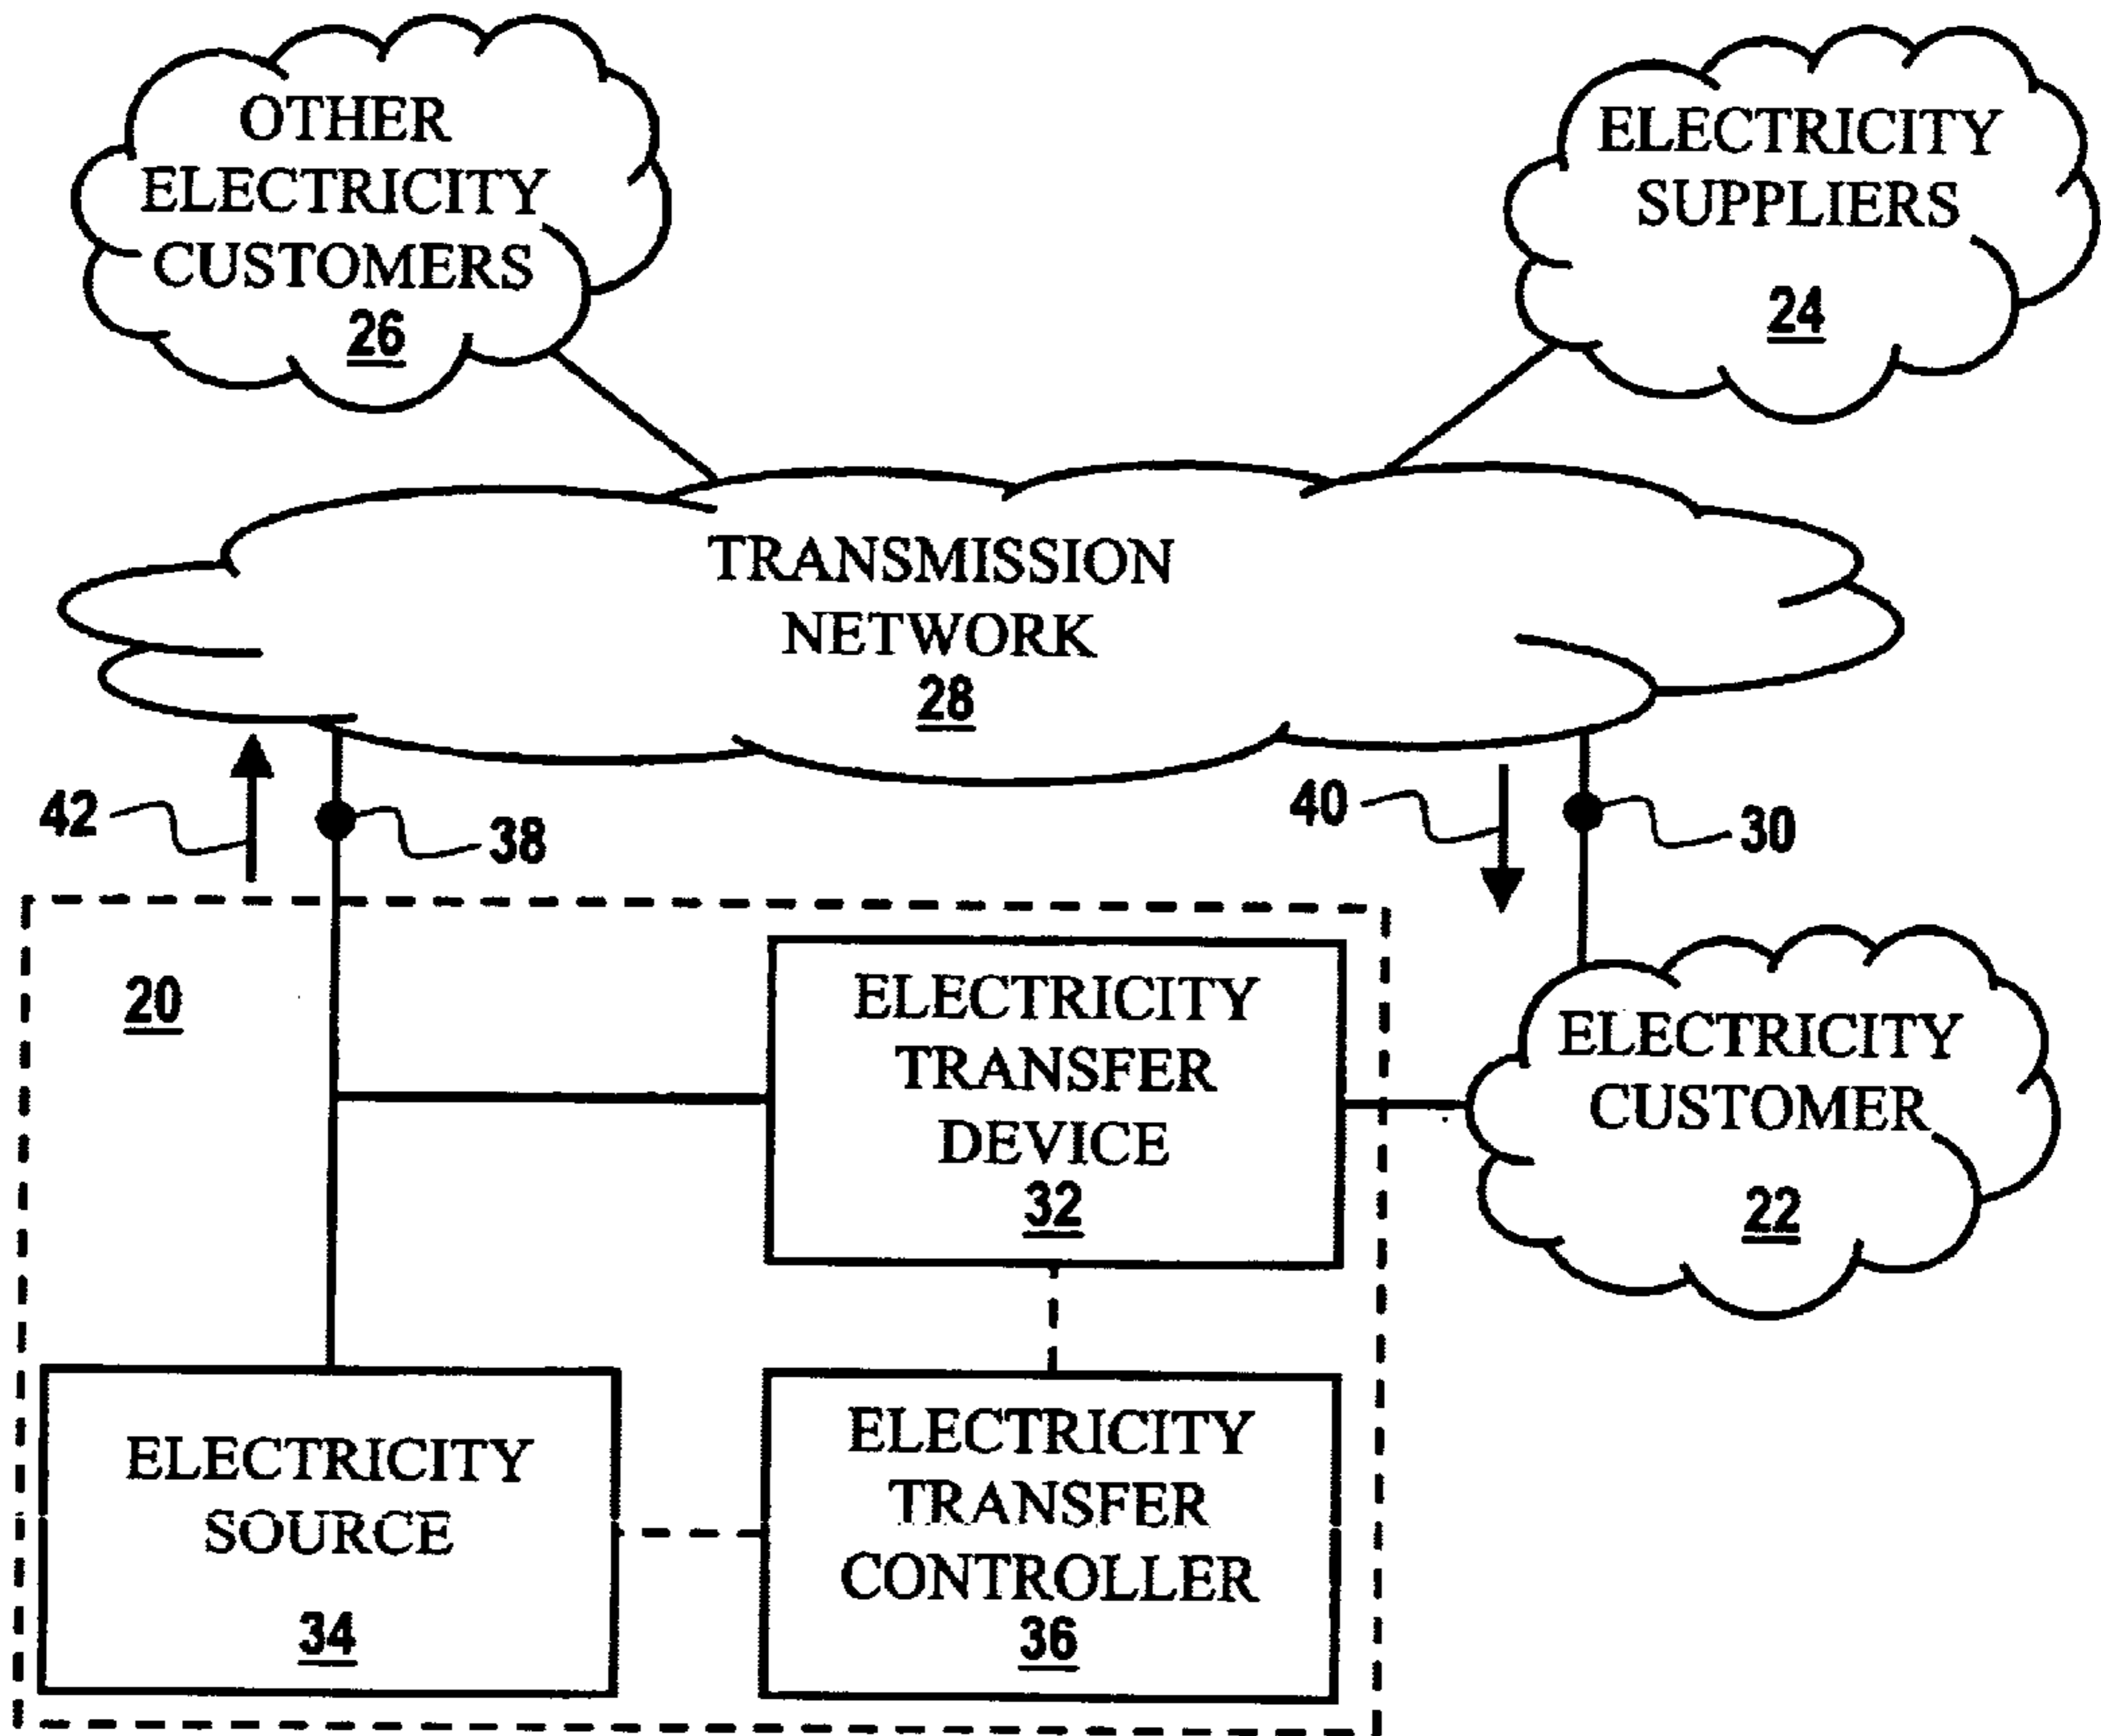 OTHER
ELECTRICITY
CUSTOMERS
26
ELECTRICITY
SUPPLIERS
24
TRANSMISSION
NETWORK
28
42
38
40
30
20
ELECTRICITY
TRANSFER
DEVICE
32
ELECTRICITY
CUSTOMER
22
ELECTRICITY
SOURCE
34
ELECTRICITY
TRANSFER
CONTROLLER
36